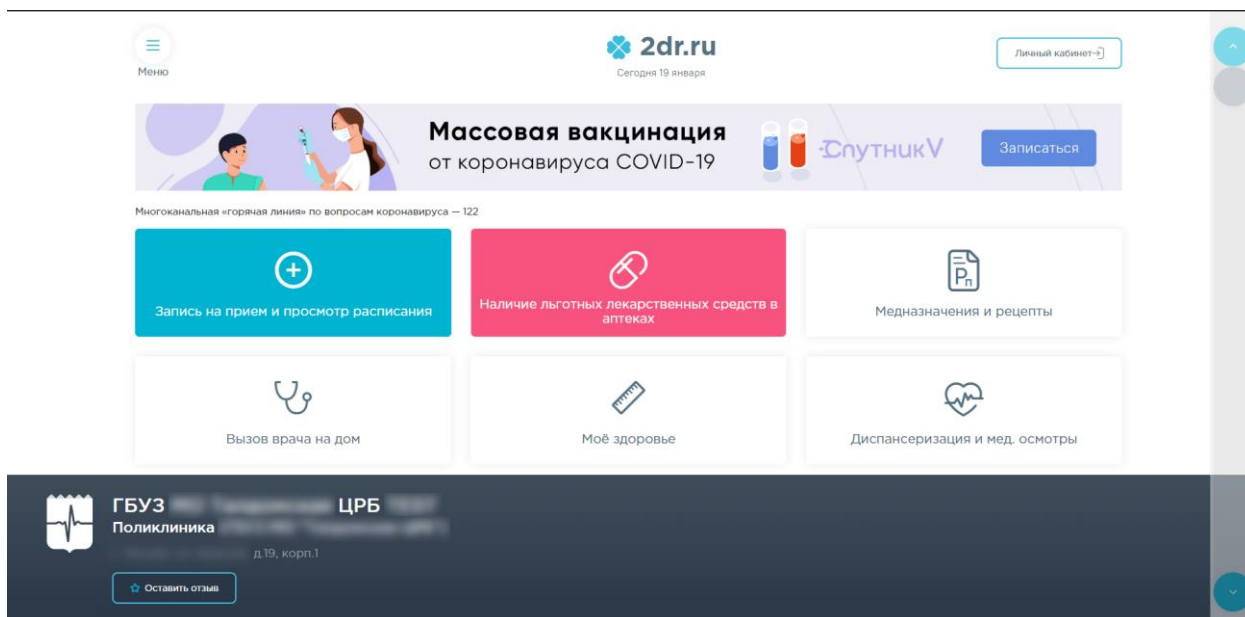 2dr.ru
Меню
Сегодня 19 января
Личный кабинет
Массовая вакцинация
от коронавируса COVID-19
СпутникV
Записаться
Многоканальная «горячая линия» по вопросам коронавируса — 122
Запись на прием и просмотр расписания
Наличие льготных лекарственных средств в
аптеках
Рп
Медназначения и рецепты
Вызов врача на дом
Моё здоровье
Диспансеризация и мед. осмотры
ГБУЗ ЦРБ
Поликлиника
д.19, корп.1
Оставить отзыв